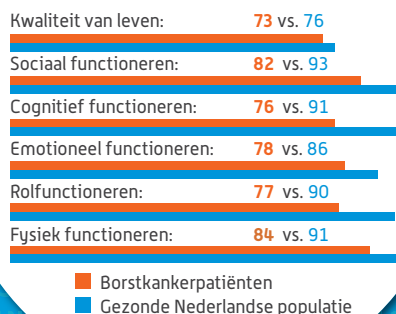 Kwaliteit van leven: 73 vs. 76
Sociaal functioneren: 82 vs. 93
Cognitief functioneren: 76 vs. 91
Emotioneel functioneren: 78 vs. 86
Rolfunctioneren: 77 vs. 90
Fysiek functioneren: 84 vs. 91
Borstkankerpatiënten
Gezonde Nederlandse populatie